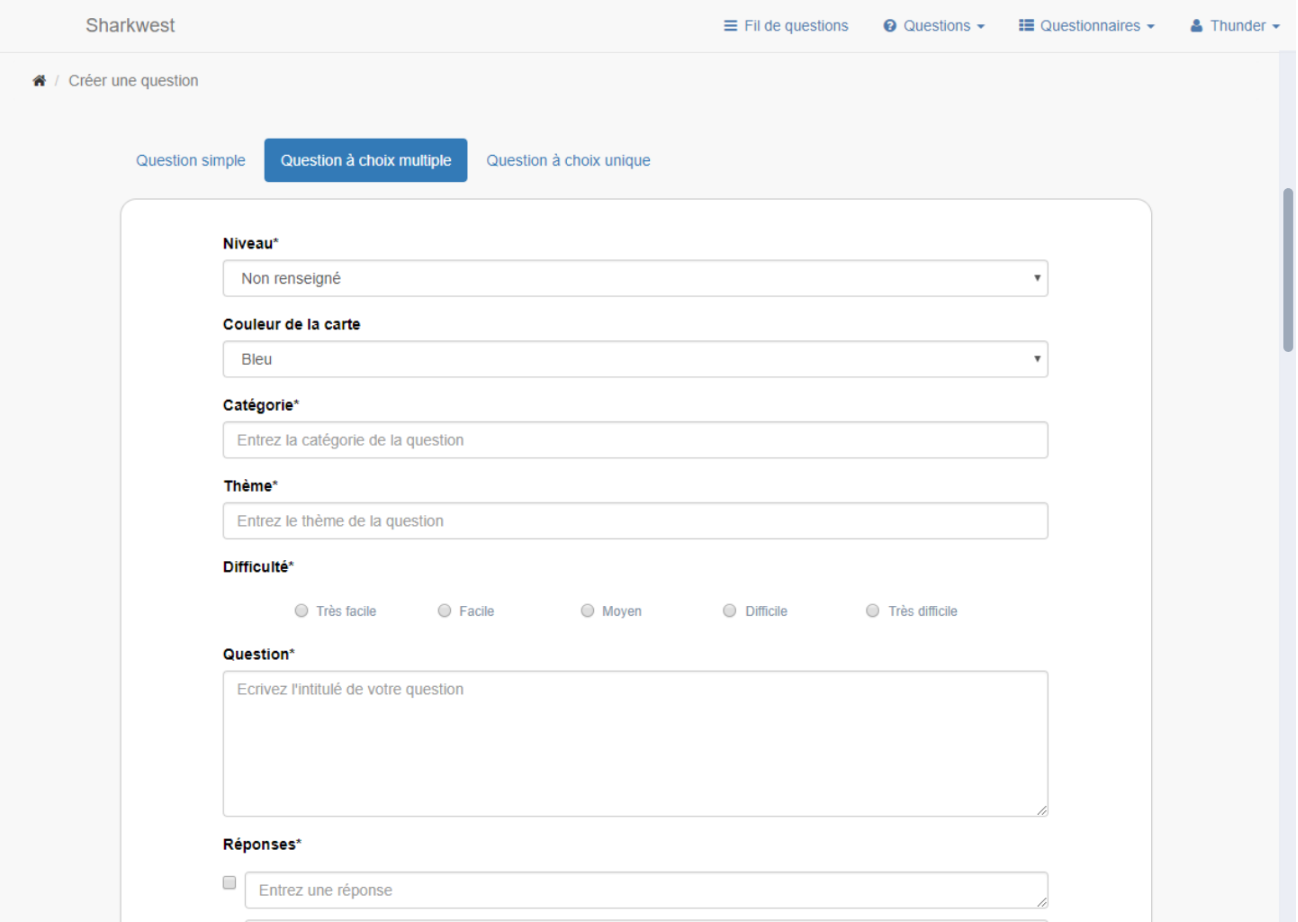 Sharkwest Fil de questions Questions Questionnaires Thunder
/ Créer une question
Question simple Question à choix multiple Question à choix unique
Niveau*
Non renseigné
Couleur de la carte
Bleu
Catégorie*
Entrez la catégorie de la question
Thème*
Entrez le thème de la question
Difficulté*
Très facile Facile Moyen Difficile Très difficile
Question*
Ecrivez l'intitulé de votre question
Réponses*
Entrez une réponse